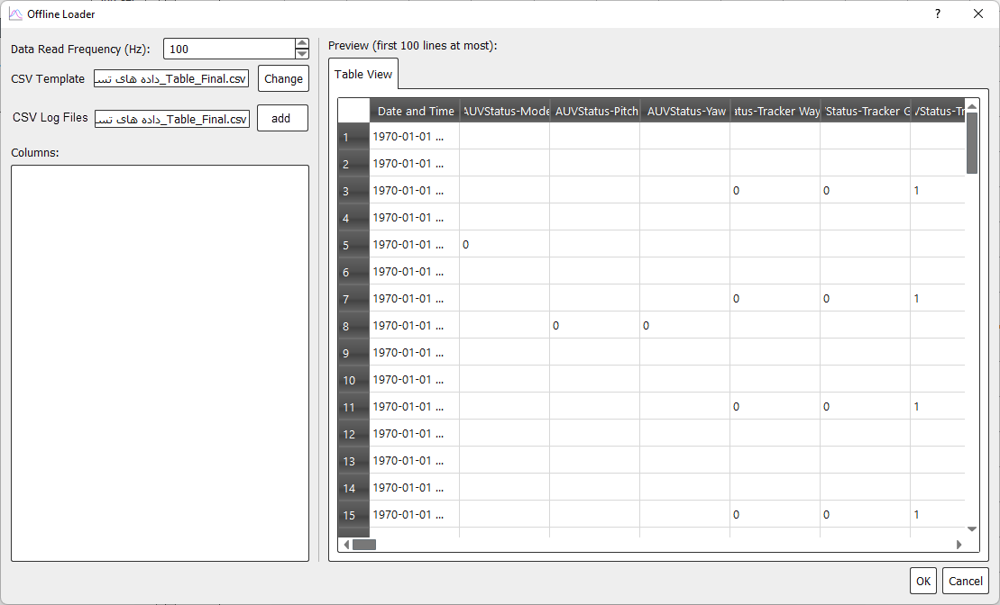 Offline Loader
Data Read Frequency (Hz): 100
CSV Template داده های تس_Table_Final.csv Change
CSV Log Files داده های تس_Table_Final.csv add
Columns:
Preview (first 100 lines at most):
Table View
Date and Time AUVStatus-Mode AUVStatus-Pitch AUVStatus-Yaw tus-Tracker Way Status-Tracker G VStatus-Tr
1 1970-01-01 ...
2 1970-01-01 ...
3 1970-01-01 ... 0 0 1
4 1970-01-01 ...
5 1970-01-01 ... 0
6 1970-01-01 ...
7 1970-01-01 ... 0 0 1
8 1970-01-01 ... 0 0
9 1970-01-01 ...
10 1970-01-01 ...
11 1970-01-01 ... 0 0 1
12 1970-01-01 ...
13 1970-01-01 ...
14 1970-01-01 ...
15 1970-01-01 ... 0 0 1
OK Cancel